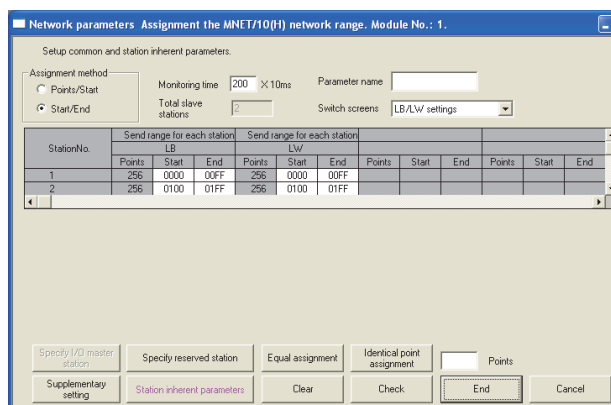 Network parameters Assignment the MNET/10(H) network range. Module No.: 1.
Setup common and station inherent parameters.
Assignment method
Points/Start
Start/End
Monitoring time 200 X10ms
Total slave stations 2
Parameter name
Switch screens LB/LW settings
StationNo. Send range for each station Send range for each station
LB LW
Points Start End Points Start End Points Start End Points Start End
1 256 0000 00FF 256 0000 00FF
2 256 0100 01FF 256 0100 01FF
Specify I/O master station
Specify reserved station
Equal assignment
Identical point assignment
Points
Supplementary setting
Station inherent parameters
Clear
Check
End
Cancel